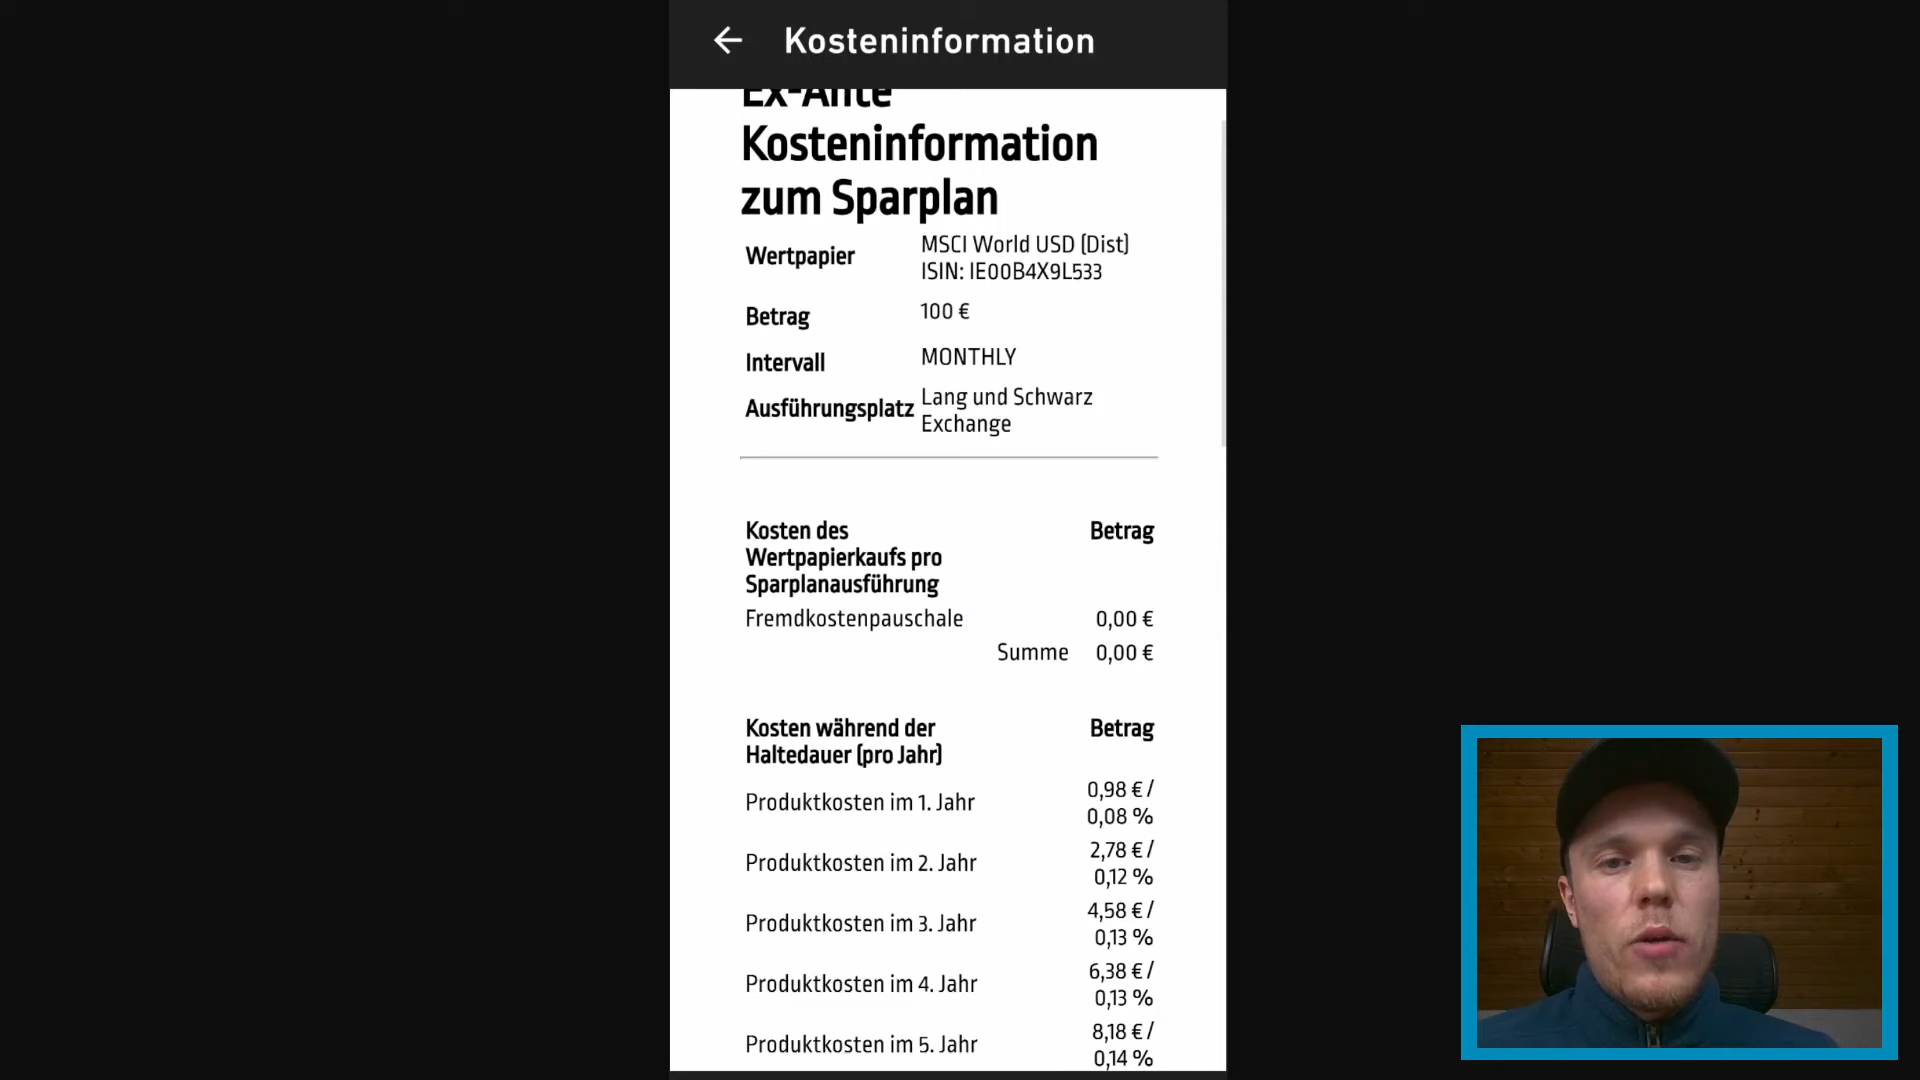 Kosteninformation
Ex-Ante
Kosteninformation
zum Sparplan
Wertpapier
MSCI World USD (Dist)
ISIN: IE00B4X9L533
Betrag
100 €
Intervall
MONTHLY
Ausführungsplatz
Lang und Schwarz
Exchange
Kosten des
Wertpapierkaufs pro
Sparplanausführung
Betrag
Fremdkostenpauschale 0,00 €
Summe 0,00 €
Kosten während der
Haltedauer (pro Jahr)
Betrag
Produktkosten im 1. Jahr
0,98 € /
0,08 %
Produktkosten im 2. Jahr
2,78 € /
0,12 %
Produktkosten im 3. Jahr
4,58 € /
0,13 %
Produktkosten im 4. Jahr
6,38 € /
0,13 %
Produktkosten im 5. Jahr
8,18 € /
0,14 %